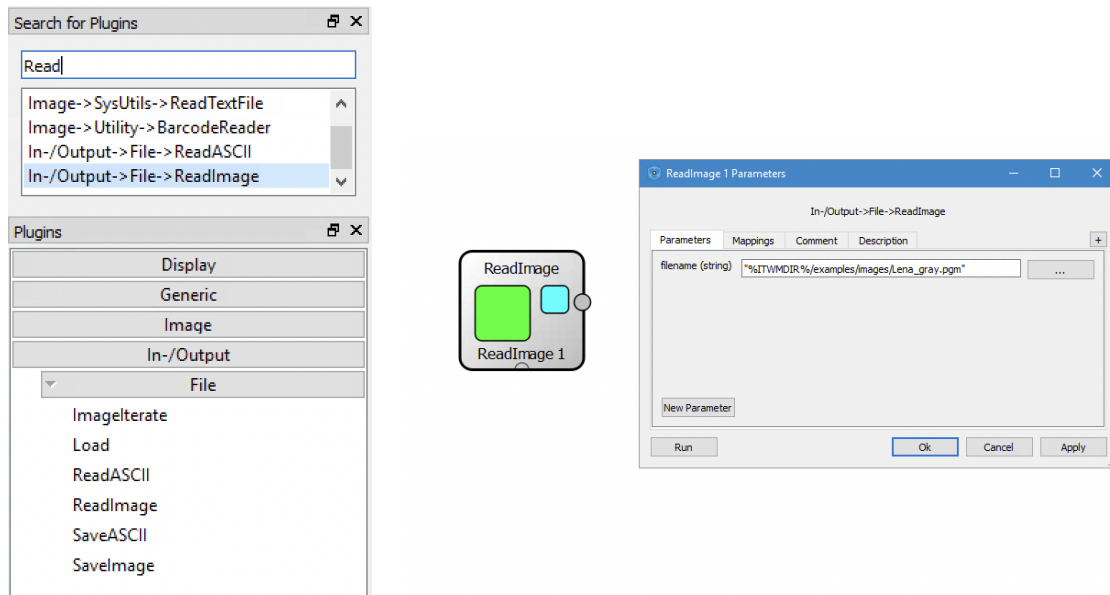 Search for Plugins
Read
Image->SysUtils->ReadTextFile
Image->Utility->BarcodeReader
In-/Output->File->ReadASCII
In-/Output->File->ReadImage
Plugins
Display
Generic
Image
In-/Output
File
ImageIterate
Load
ReadASCII
ReadImage
SaveASCII
SaveImage
ReadImage
ReadImage 1
ReadImage 1 Parameters
In-/Output->File->ReadImage
Parameters Mappings Comment Description +
filename (string) "%ITWMDIR%/examples/images/Lena_gray.pgm" ...
New Parameter
Run Ok Cancel Apply